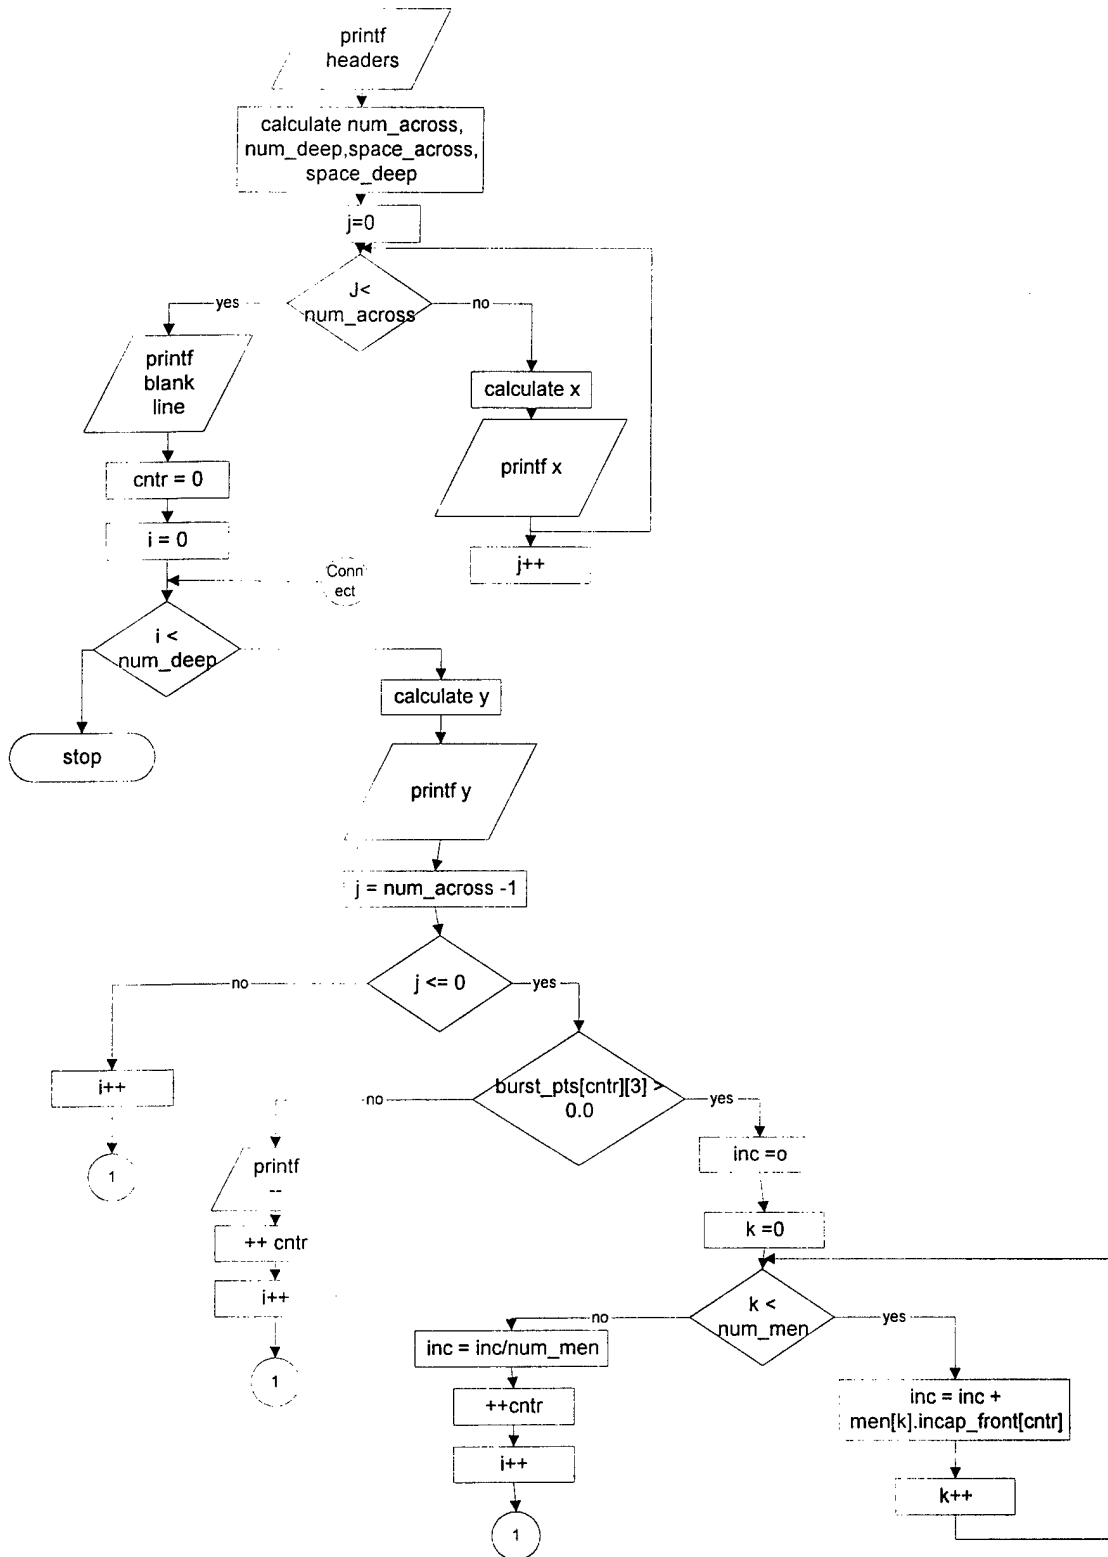 printf
headers
calculate num_across,
num_deep,space_across,
space_deep
j=0
J<
num_across
yes
no
printf
blank
line
calculate x
printf x
cntr = 0
i = 0
j++
Conn
ect
i <
num_deep
calculate y
stop
printf y
j = num_across -1
j <= 0
no
yes
i++
1
burst_pts[cntr][3] >
0.0
no
yes
printf
--
++ cntr
i++
1
inc =o
k =0
k <
num_men
no
yes
inc = inc/num_men
++cntr
i++
1
inc = inc +
men[k].incap_front[cntr]
k++